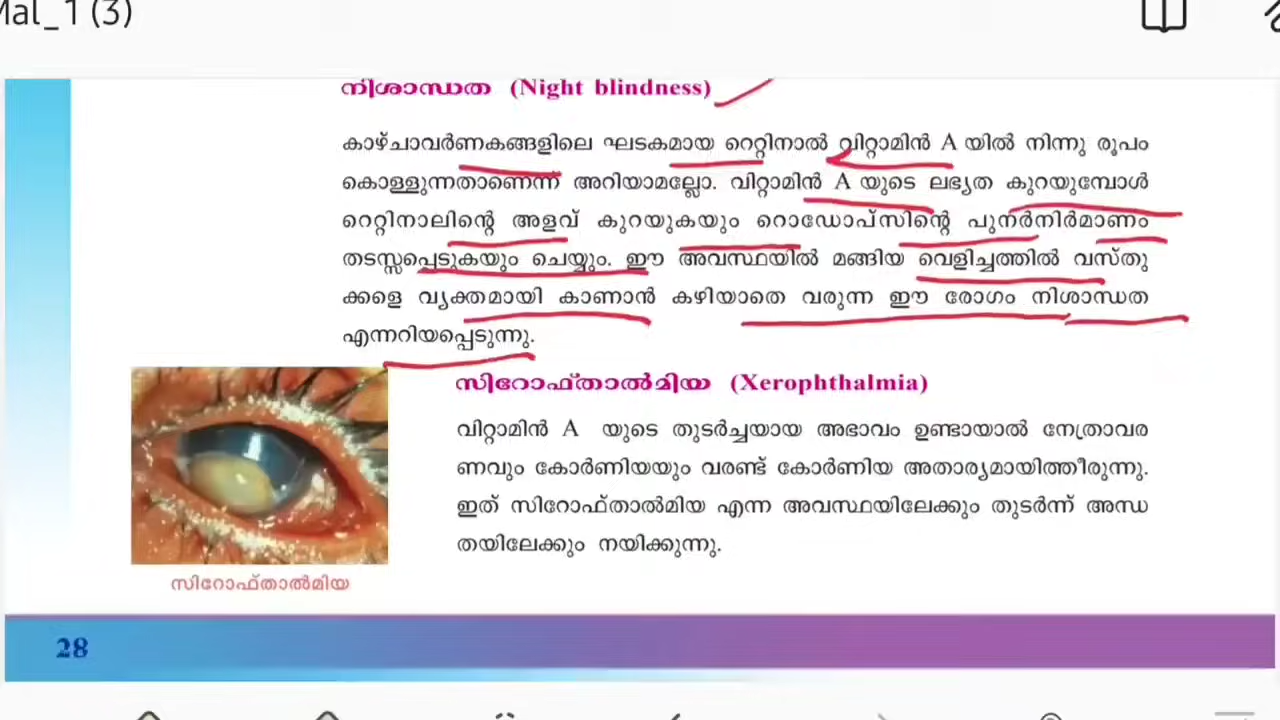 Mal_1 (3)
നിശാന്ധത (Night blindness)
കാഴ്ചാവർണകങ്ങളിലെ ഘടകമായ റെറ്റിനാൽ വിറ്റാമിൻ A യിൽ നിന്നു രൂപം
കൊള്ളുന്നതാണെന്ന് അറിയാമല്ലോ. വിറ്റാമിൻ A യുടെ ലഭ്യത കുറയുമ്പോൾ
റെറ്റിനാലിന്റെ അളവ് കുറയുകയും റൊഡോപ്സിന്റെ പുനർനിർമാണം
തടസ്സപ്പെടുകയും ചെയ്യും. ഈ അവസ്ഥയിൽ മങ്ങിയ വെളിച്ചത്തിൽ വസ്തു
ക്കളെ വ്യക്തമായി കാണാൻ കഴിയാതെ വരുന്ന ഈ രോഗം നിശാന്ധത
എന്നറിയപ്പെടുന്നു.
സിറോഫ്താൽമിയ (Xerophthalmia)
വിറ്റാമിൻ A യുടെ തുടർച്ചയായ അഭാവം ഉണ്ടായാൽ നേത്രാവര
ണവും കോർണിയയും വരണ്ട് കോർണിയ അതാര്യമായിത്തീരുന്നു.
ഇത് സിറോഫ്താൽമിയ എന്ന അവസ്ഥയിലേക്കും തുടർന്ന് അന്ധ
തയിലേക്കും നയിക്കുന്നു.
സിറോഫ്താൽമിയ
28